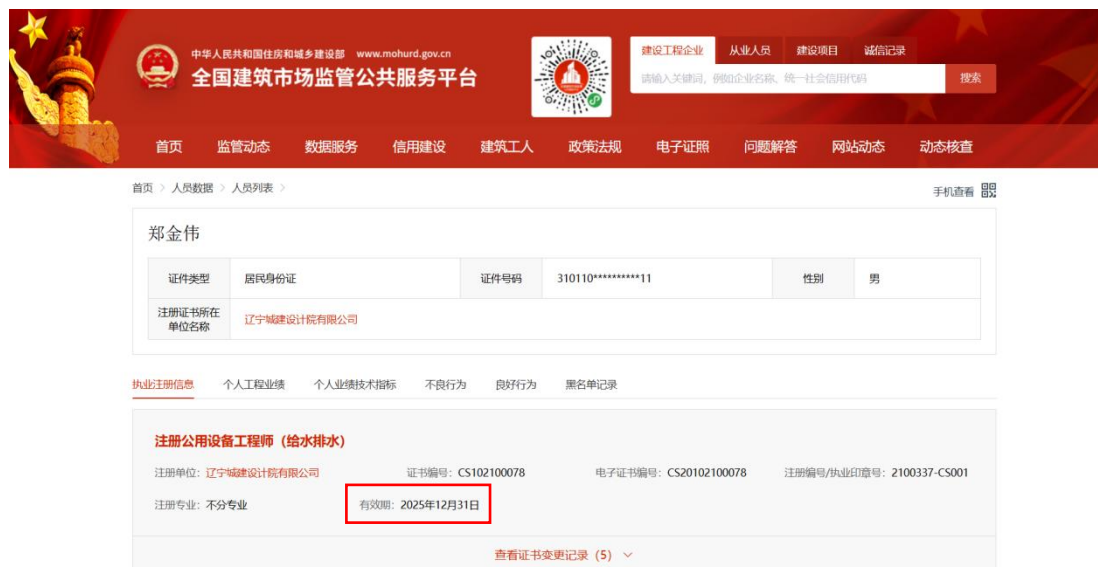 中华人民共和国住房和城乡建设部 www.mohurd.gov.cn
全国建筑市场监管公共服务平台
建设工程企业 从业人员 建设项目 诚信记录
请输入关键词，例如企业名称、统一社会信用代码 搜索
首页 监管动态 数据服务 信用建设 建筑工人 政策法规 电子证照 问题解答 网站动态 动态核查
首页 > 人员数据 > 人员列表 >
手机查看
郑金伟
证件类型 居民身份证 证件号码 310110**********11 性别 男
注册证书所在
单位名称
辽宁城建设计院有限公司
执业注册信息 个人工程业绩 个人业绩技术指标 不良行为 良好行为 黑名单记录
注册公用设备工程师（给水排水）
注册单位：辽宁城建设计院有限公司 证书编号：CS102100078 电子证书编号：CS20102100078 注册编号/执业印章号：2100337-CS001
注册专业：不分专业 有效期：2025年12月31日
查看证书变更记录（5）